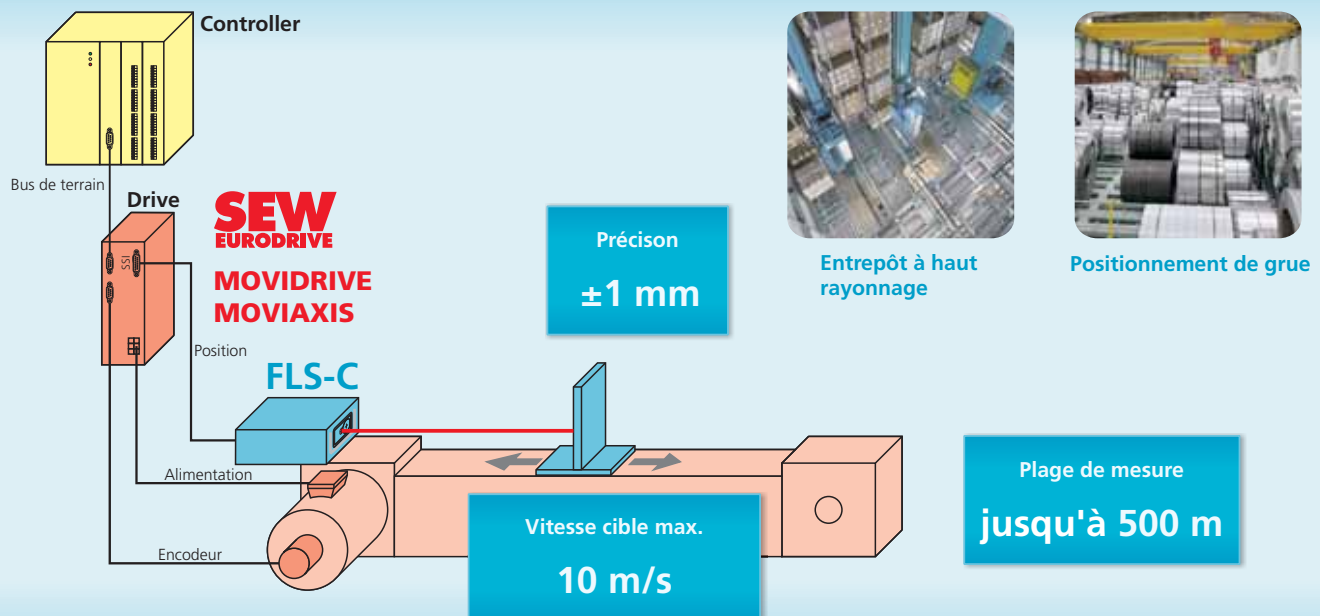 Controller
Bus de terrain
Drive
SSI
SEW
EURODRIVE
MOVIDRIVE
MOVIAXIS
Position
FLS-C
Alimentation
Encodeur
Précison
±1 mm
Entrepôt à haut
rayonnage
Positionnement de grue
Vitesse cible max.
10 m/s
Plage de mesure
jusqu'à 500 m